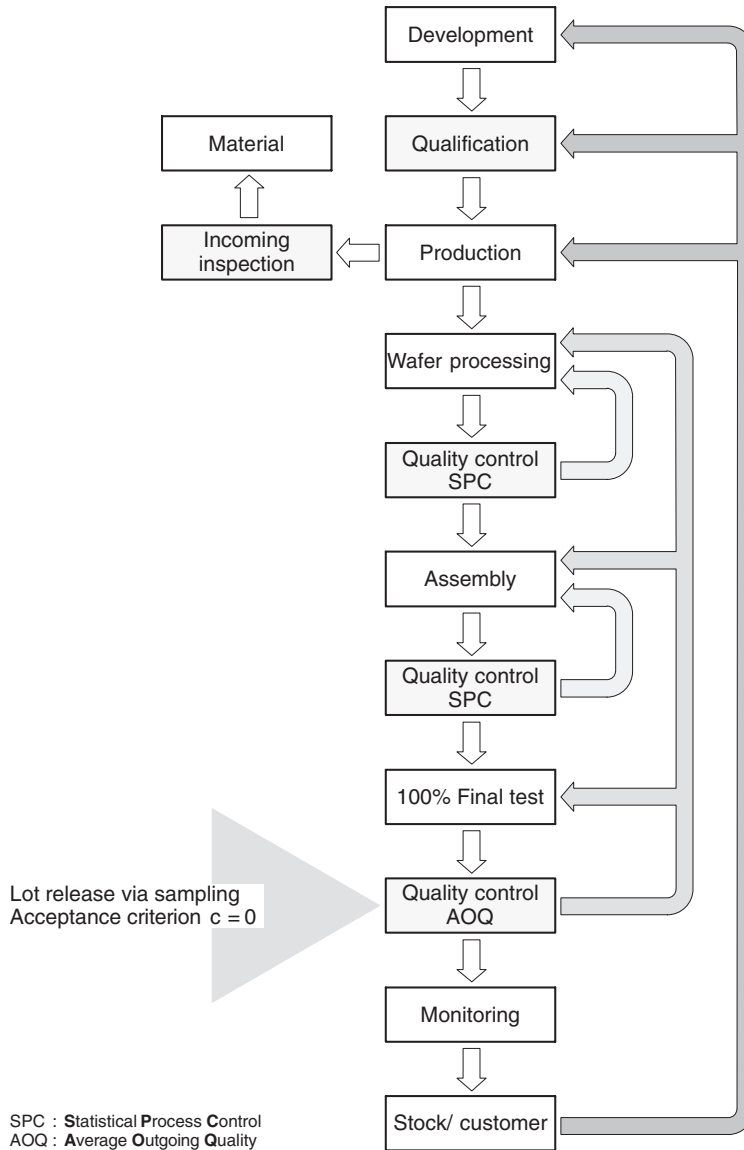 Development
Material
Qualification
Incoming
inspection
Production
Wafer processing
Quality control
SPC
Assembly
Quality control
SPC
100% Final test
Lot release via sampling
Acceptance criterion c = 0
Quality control
AOQ
Monitoring
Stock/ customer
SPC : Statistical Process Control
AOQ : Average Outgoing Quality